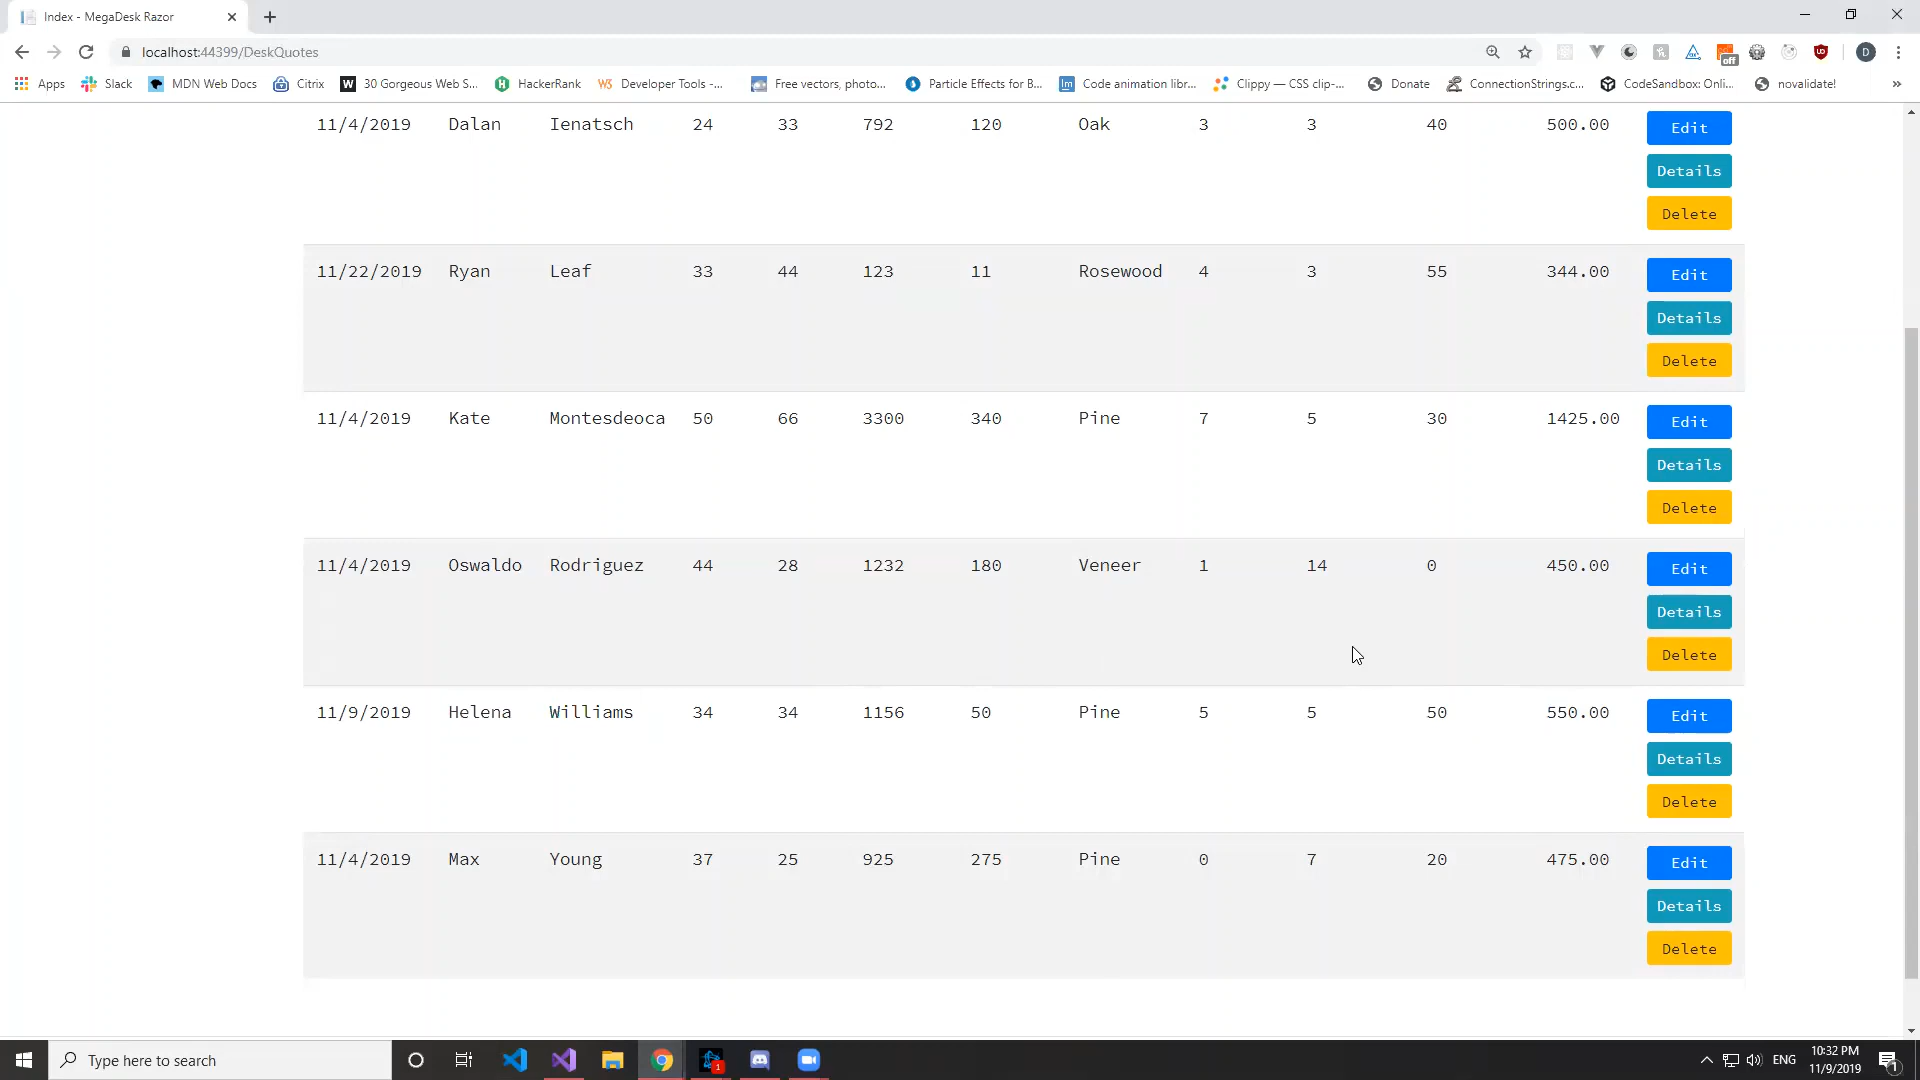 Index - MegaDesk Razor
localhost:44399/DeskQuotes
off
D
Apps Slack MDN Web Docs Citrix W 30 Gorgeous Web S... HackerRank Developer Tools -... Free vectors, photo... Particle Effects for B... Im Code animation libr... Clippy — CSS clip-... Donate ConnectionStrings.c... CodeSandbox: Onli... novalidate! »
11/4/2019 Dalan Ienatsch 24 33 792 120 Oak 3 3 40 500.00 Edit
Details
Delete
11/22/2019 Ryan Leaf 33 44 123 11 Rosewood 4 3 55 344.00 Edit
Details
Delete
11/4/2019 Kate Montesdeoca 50 66 3300 340 Pine 7 5 30 1425.00 Edit
Details
Delete
11/4/2019 Oswaldo Rodriguez 44 28 1232 180 Veneer 1 14 0 450.00 Edit
Details
Delete
11/9/2019 Helena Williams 34 34 1156 50 Pine 5 5 50 550.00 Edit
Details
Delete
11/4/2019 Max Young 37 25 925 275 Pine 0 7 20 475.00 Edit
Details
Delete
Type here to search
1
ENG
10:32 PM
11/9/2019
1